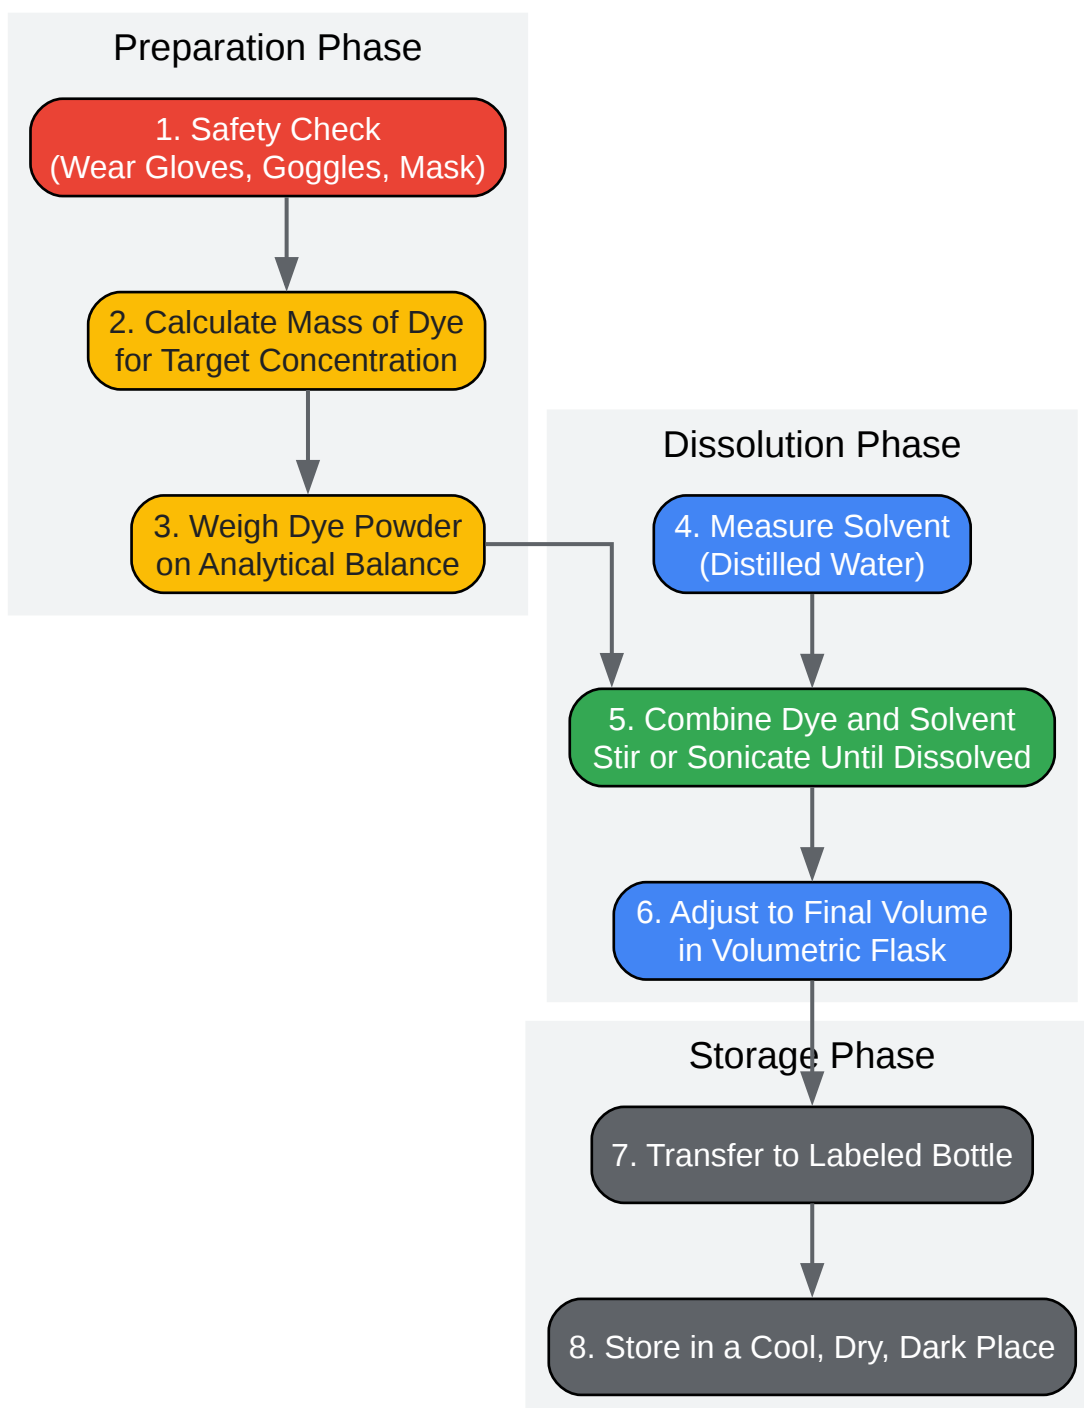 Preparation Phase
1. Safety Check
(Wear Gloves, Goggles, Mask)
2. Calculate Mass of Dye
for Target Concentration
3. Weigh Dye Powder
on Analytical Balance
Dissolution Phase
4. Measure Solvent
(Distilled Water)
5. Combine Dye and Solvent
Stir or Sonicate Until Dissolved
6. Adjust to Final Volume
in Volumetric Flask
Storage Phase
7. Transfer to Labeled Bottle
8. Store in a Cool, Dry, Dark Place